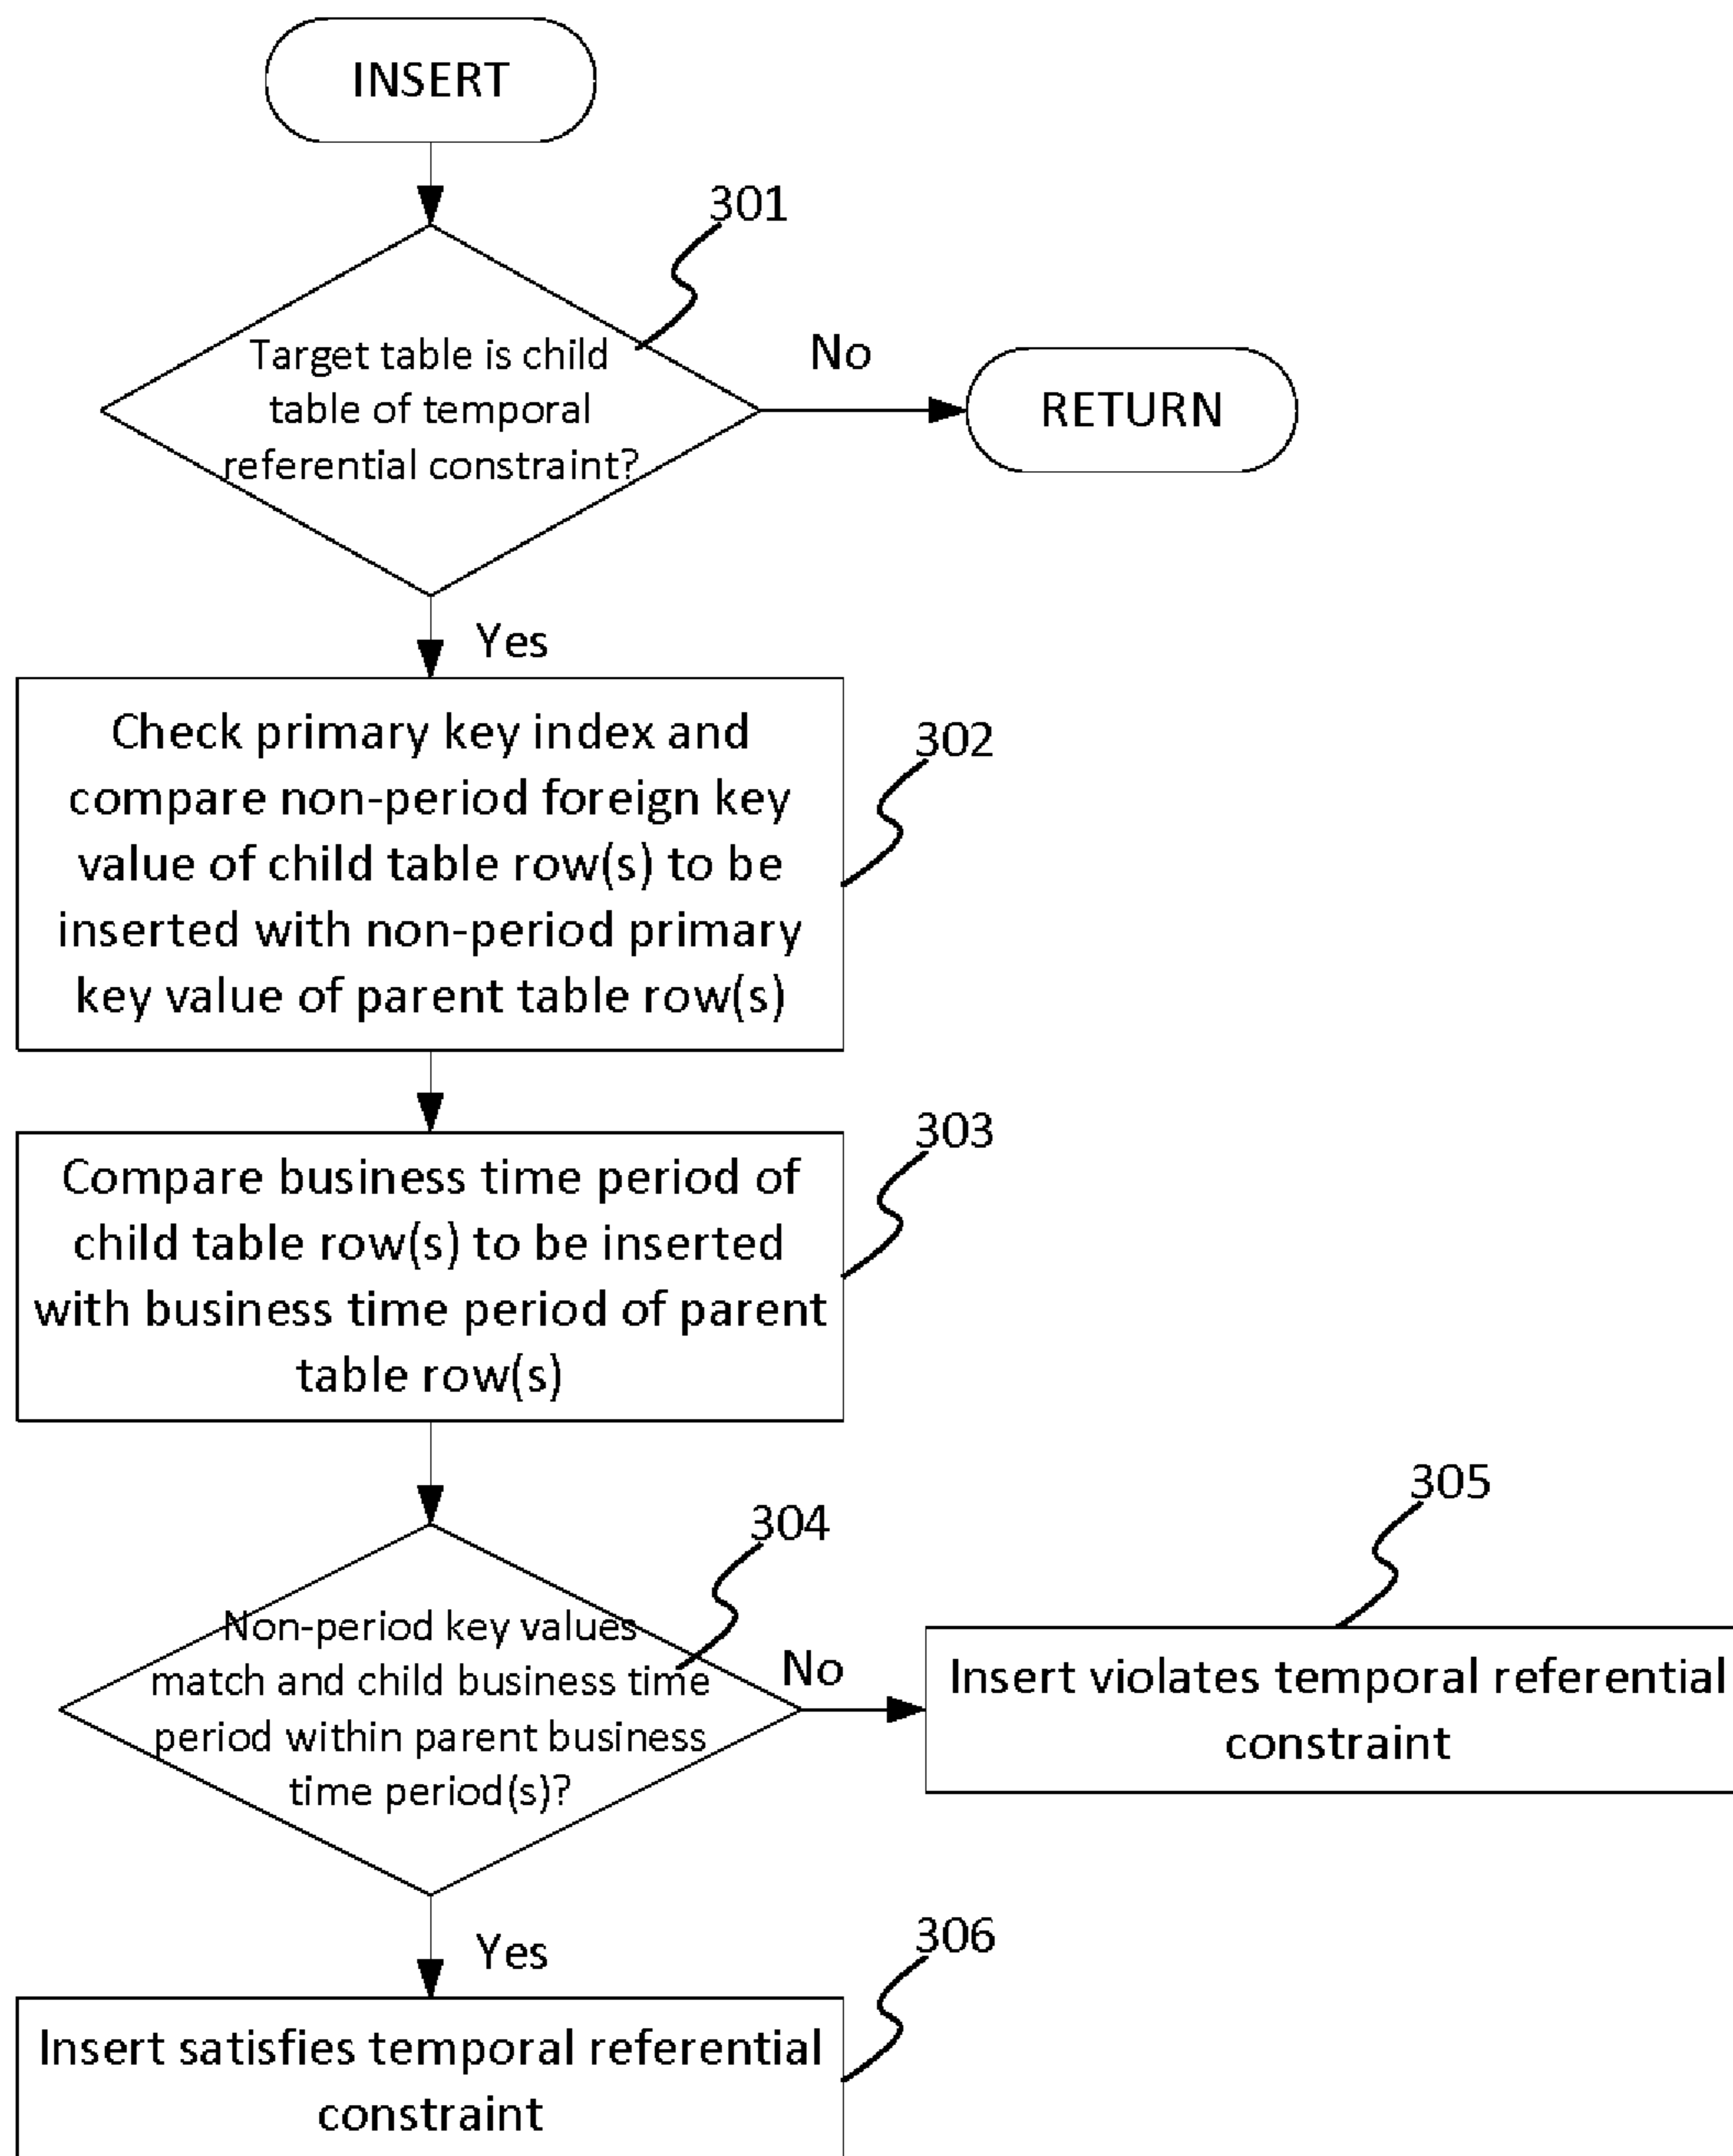 INSERT
301
Target table is child
table of temporal
referential constraint?
No
RETURN
Yes
Check primary key index and
compare non-period foreign key
value of child table row(s) to be
inserted with non-period primary
key value of parent table row(s)
302
Compare business time period of
child table row(s) to be inserted
with business time period of parent
table row(s)
303
304
Non-period key values
match and child business time
period within parent business
time period(s)?
No
305
Insert violates temporal referential
constraint
Yes
306
Insert satisfies temporal referential
constraint